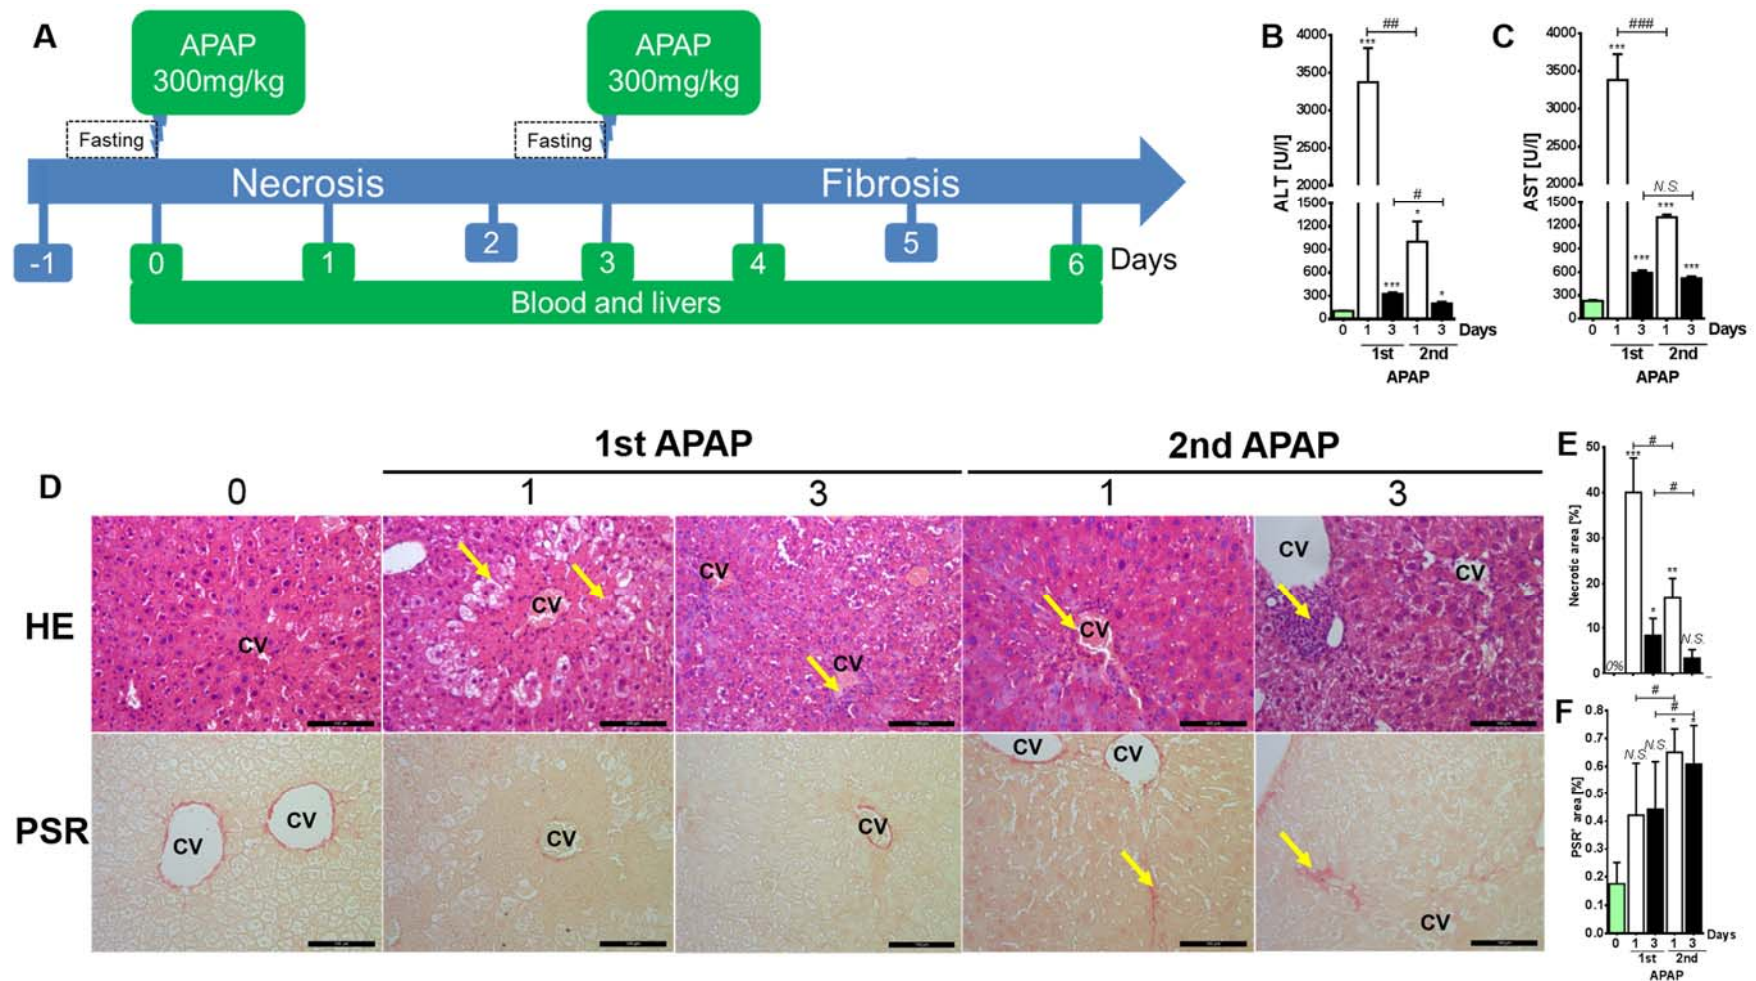 A
APAP
300mg/kg
APAP
300mg/kg
Fasting
Fasting
Necrosis
Fibrosis
-1
0
1
2
3
4
5
6
Days
Blood and livers
B
ALT [U/l]
4000
3500
3000
2500
2000
1500
1200
900
600
300
0
##
***
#
***
*
*
0 1 3 1 3 Days
1st 2nd
APAP
C
AST [U/l]
4000
3500
3000
2500
2000
1500
1200
900
600
300
0
###
***
N.S.
***
***
***
0 1 3 1 3 Days
1st 2nd
APAP
1st APAP
2nd APAP
D
0
1
3
1
3
HE
CV
CV
CV
CV
CV
CV
CV
PSR
CV
CV
CV
CV
CV
CV
CV
E
Necrotic area [%]
50
40
30
20
10
0
#
***
#
**
*
N.S.
0%
F
PSR+ area [%]
0.8
0.7
0.6
0.5
0.4
0.3
0.2
0.1
0.0
#
#
N.S.
N.S.
*
*
0 1 3 1 3 Days
1st 2nd
APAP